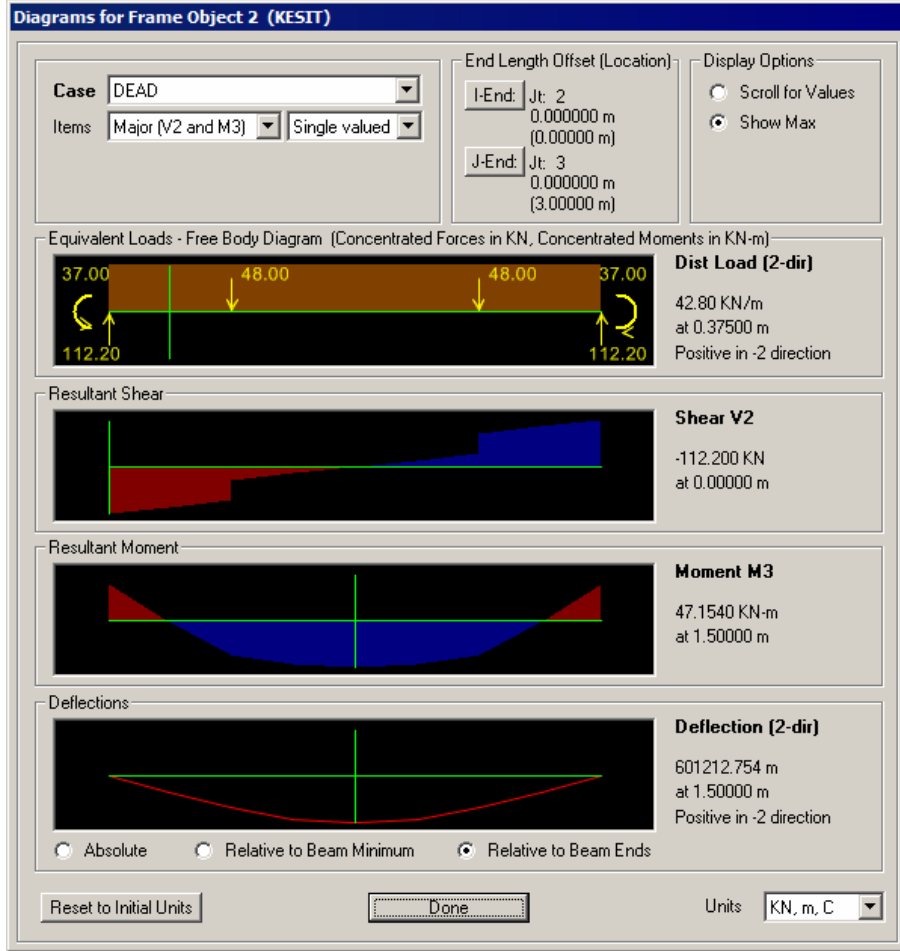 Diagrams for Frame Object 2 (KESIT)
Case DEAD
Items Major (V2 and M3) Single valued
End Length Offset (Location)
I-End: Jt: 2
0.000000 m
(0.00000 m)
J-End: Jt: 3
0.000000 m
(3.00000 m)
Display Options
Scroll for Values
Show Max
Equivalent Loads - Free Body Diagram (Concentrated Forces in KN, Concentrated Moments in KN-m)
37.00 48.00 48.00 37.00
112.20 112.20
Dist Load (2-dir)
42.80 KN/m
at 0.37500 m
Positive in -2 direction
Resultant Shear
Shear V2
-112.200 KN
at 0.00000 m
Resultant Moment
Moment M3
47.1540 KN-m
at 1.50000 m
Deflections
Deflection (2-dir)
601212.754 m
at 1.50000 m
Positive in -2 direction
Absolute Relative to Beam Minimum Relative to Beam Ends
Reset to Initial Units Done Units KN, m, C